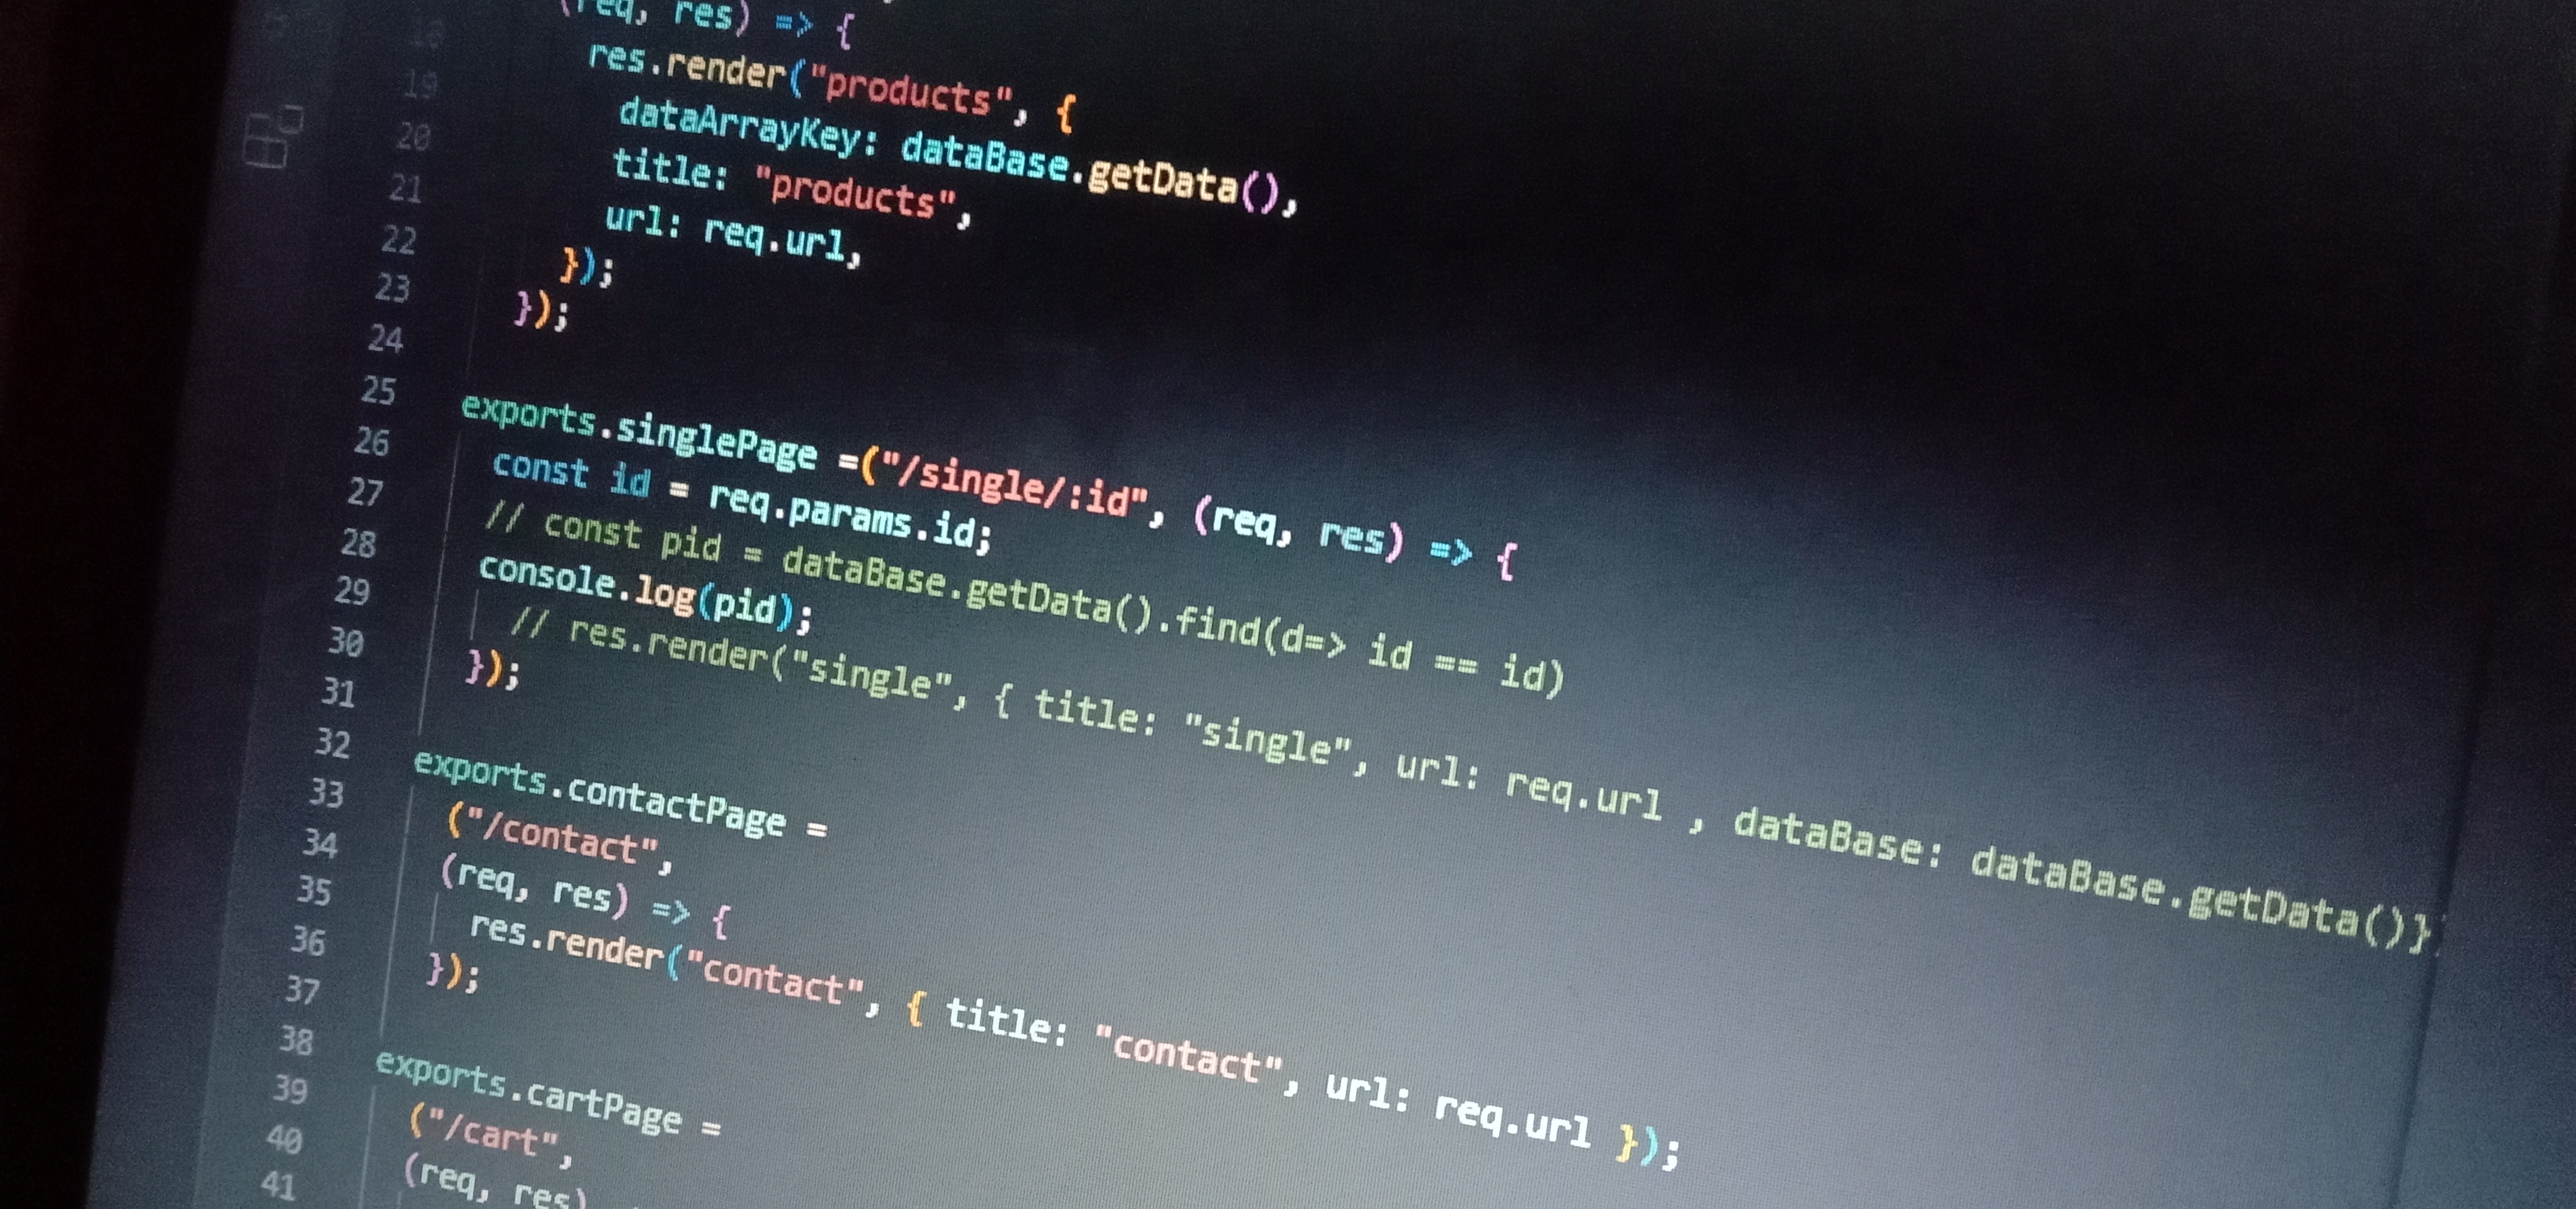 18 (req, res) => {
19 res.render("products", {
20 dataArrayKey: dataBase.getData(),
21 title: "products",
22 url: req.url,
23 });
24 });
25
26 exports.singlePage =("/single/:id", (req, res) => {
27 const id = req.params.id;
28 // const pid = dataBase.getData().find(d=> id == id)
29 console.log(pid);
30 // res.render("single", { title: "single", url: req.url , dataBase: dataBase.getData()}
31 });
32
33 exports.contactPage =
34 ("/contact",
35 (req, res) => {
36 res.render("contact", { title: "contact", url: req.url });
37 });
38
39 exports.cartPage =
40 ("/cart",
41 (req, res)